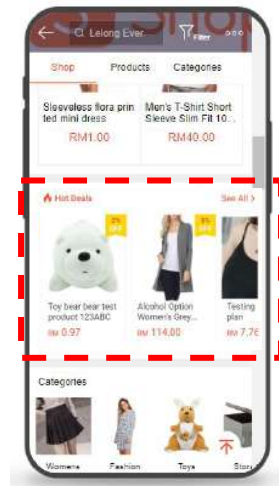 Lelong Ever
Filter
Shop Products Categories
Sleeveless flora prin
ted mini dress
Men's T-Shirt Short
Sleeve Slim Fit 10...
RM1.00
RM40.00
Hot Deals
See All >
OFF
OFF
Toy bear bear test
product 123ABC
Alcohol Option
Women's Grey...
Testing
plan
RM 0.97
RM 114.00
RM 7.76
Categories
Womens Fashion Toys Stor